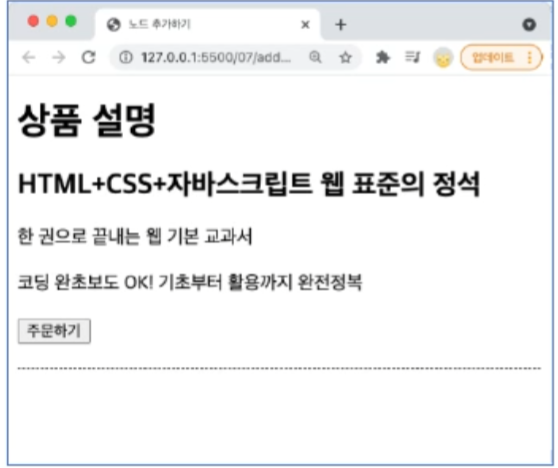 노드 추가하기
127.0.0.1:5500/07/add...
업데이트
상품 설명
HTML+CSS+자바스크립트 웹 표준의 정석
한 권으로 끝내는 웹 기본 교과서
코딩 완초보도 OK! 기초부터 활용까지 완전정복
주문하기